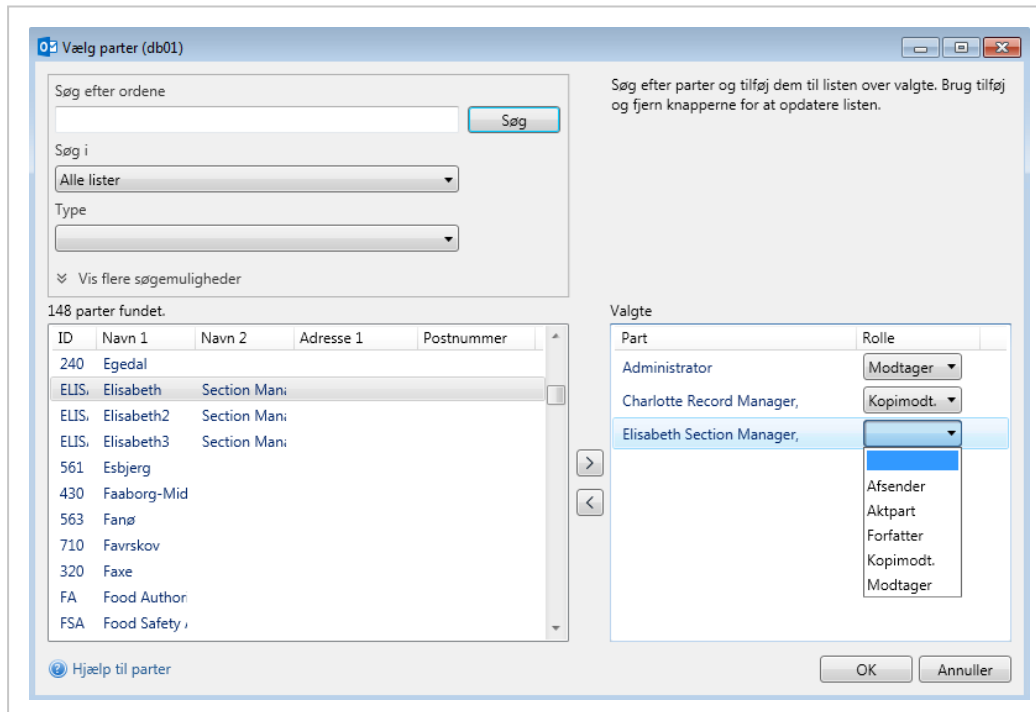 Vælg parter (db01)
Søg efter ordene
Søg
Søg i
Alle lister
Type
Vis flere søgemuligheder
Søg efter parter og tilføj dem til listen over valgte. Brug tilføj
og fjern knapperne for at opdatere listen.
148 parter fundet.
ID Navn 1 Navn 2 Adresse 1 Postnummer
240 Egedal
ELIS Elisabeth Section Mana
ELIS Elisabeth2 Section Mana
ELIS Elisabeth3 Section Mana
561 Esbjerg
430 Faaborg-Mid
563 Fanø
710 Favrskov
320 Faxe
FA Food Authori
FSA Food Safety
>
<
Valgte
Part Rolle
Administrator Modtager
Charlotte Record Manager, Kopimodt.
Elisabeth Section Manager,
Afsender
Aktpart
Forfatter
Kopimodt.
Modtager
Hjælp til parter
OK Annuller